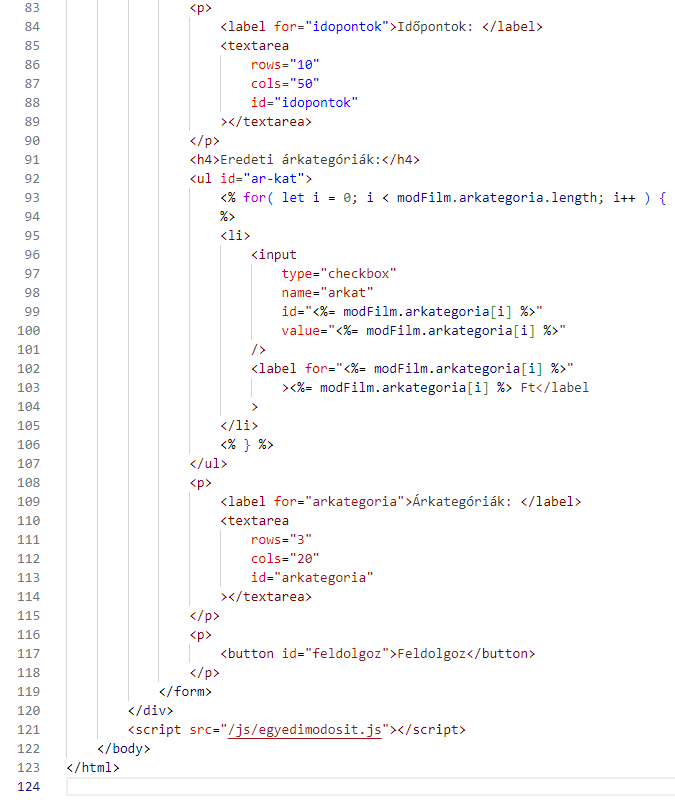 83 <p>
84 <label for="idopontok">Időpontok: </label>
85 <textarea
86 rows="10"
87 cols="50"
88 id="idopontok"
89 ></textarea>
90 </p>
91 <h4>Eredeti árkategóriák:</h4>
92 <ul id="ar-kat">
93 <% for( let i = 0; i < modFilm.arkategoria.length; i++ ) {
94 %>
95 <li>
96 <input
97 type="checkbox"
98 name="arkat"
99 id="<%= modFilm.arkategoria[i] %>"
100 value="<%= modFilm.arkategoria[i] %>"
101 />
102 <label for="<%= modFilm.arkategoria[i] %>"
103 ><%= modFilm.arkategoria[i] %> Ft</label
104 >
105 </li>
106 <% } %>
107 </ul>
108 <p>
109 <label for="arkategoria">Árkategóriák: </label>
110 <textarea
111 rows="3"
112 cols="20"
113 id="arkategoria"
114 ></textarea>
115 </p>
116 <p>
117 <button id="feldolgoz">Feldolgoz</button>
118 </p>
119 </form>
120 </div>
121 <script src="/js/egyedimodosit.js"></script>
122 </body>
123 </html>
124